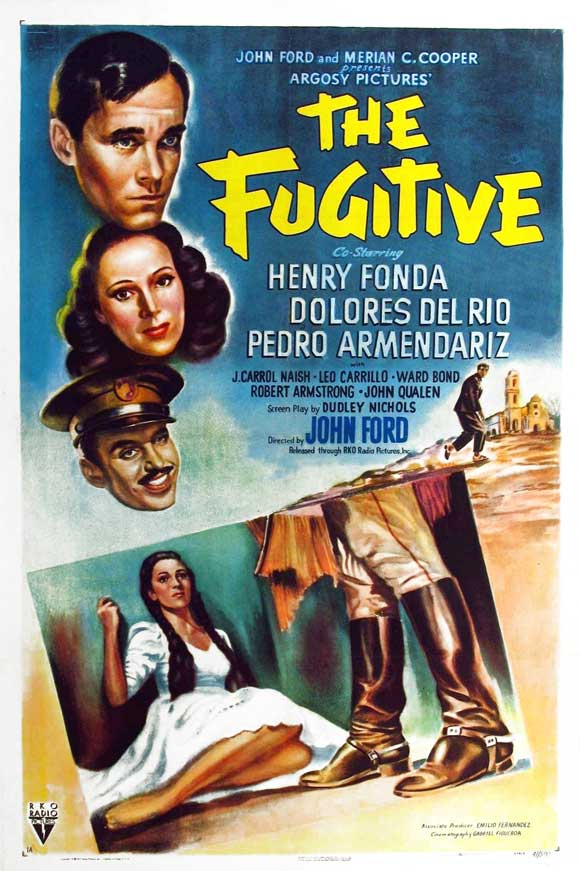 JOHN FORD AND MERIAN C. COOPER
presents
ARGOSY PICTURES'
THE
FUGITIVE
Co-Starring
HENRY FONDA
DOLORES DEL RIO
PEDRO ARMENDARIZ
with
J. CARROL NAISH · LEO CARRILLO · WARD BOND
ROBERT ARMSTRONG · JOHN QUALEN
Screen Play by DUDLEY NICHOLS
Directed by JOHN FORD
Released through RKO Radio Pictures, Inc.
RKO
RADIO
PICTURES
Associate Producer EMILIO FERNANDEZ
Cinematography GABRIEL FIGUEROA